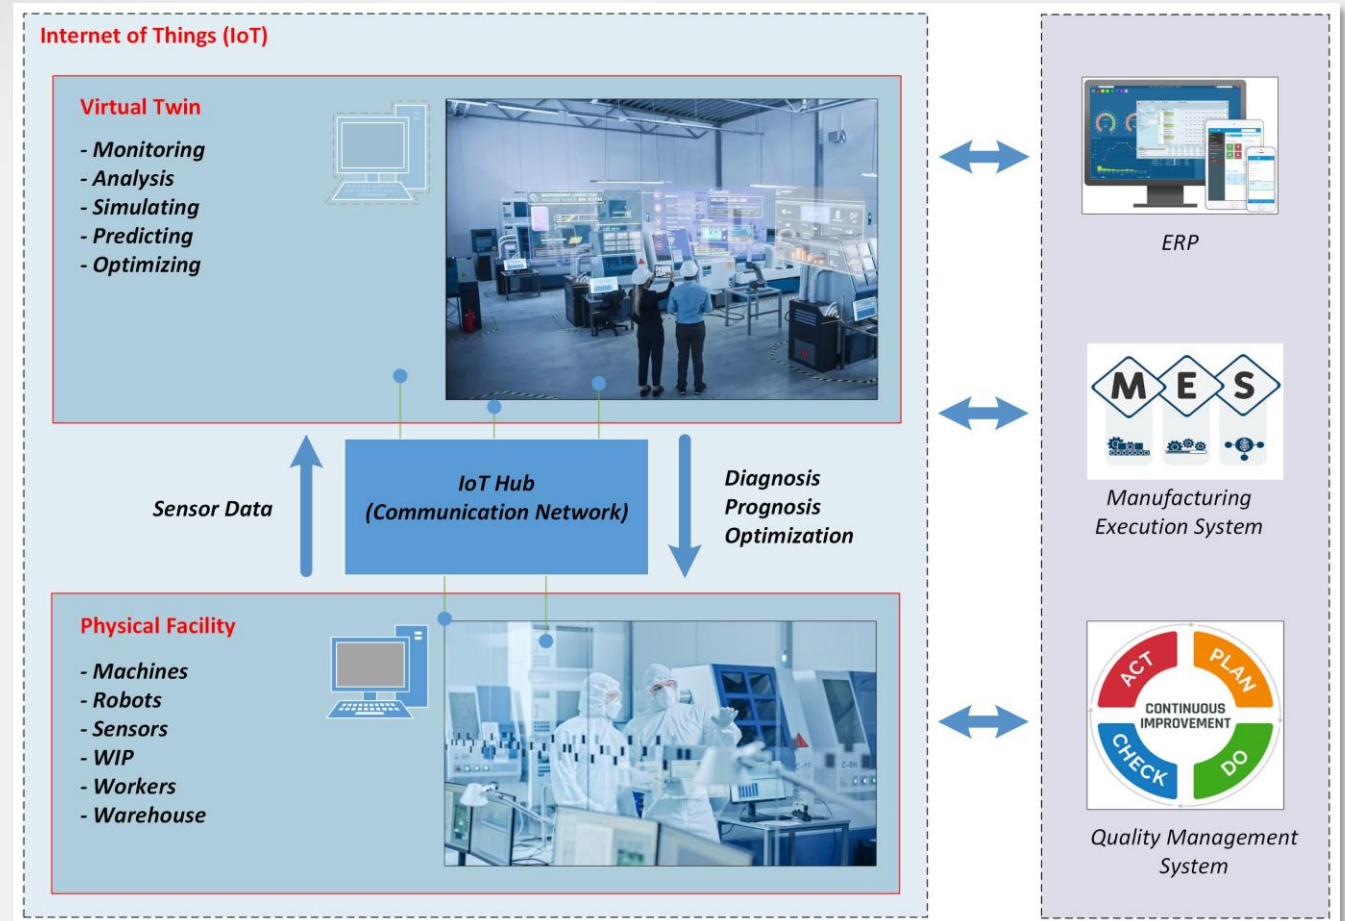 Internet of Things (IoT)
Virtual Twin
- Monitoring
- Analysis
- Simulating
- Predicting
- Optimizing
Sensor Data
IoT Hub
(Communication Network)
Diagnosis
Prognosis
Optimization
Physical Facility
- Machines
- Robots
- Sensors
- WIP
- Workers
- Warehouse
ERP
M E S
Manufacturing
Execution System
ACT
PLAN
CONTINUOUS
IMPROVEMENT
CHECK
DO
Quality Management
System